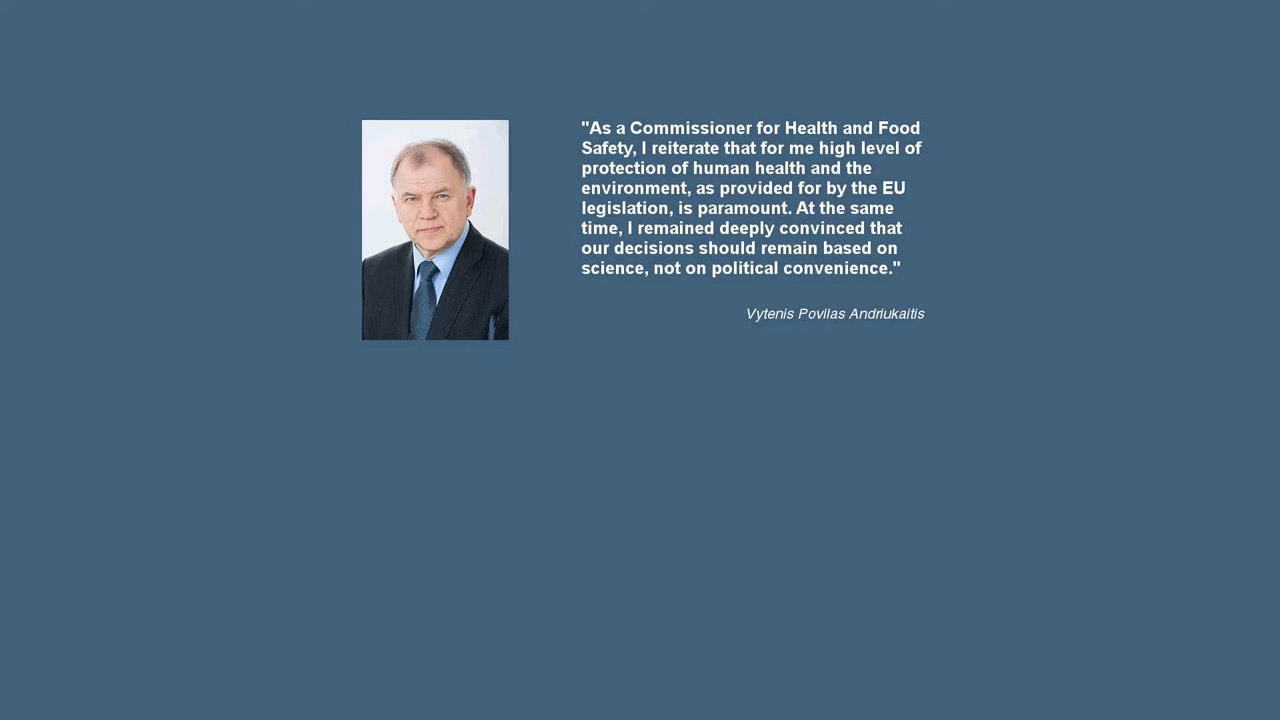 "As a Commissioner for Health and Food
Safety, I reiterate that for me high level of
protection of human health and the
environment, as provided for by the EU
legislation, is paramount. At the same
time, I remained deeply convinced that
our decisions should remain based on
science, not on political convenience."
Vytenis Povilas Andriukaitis